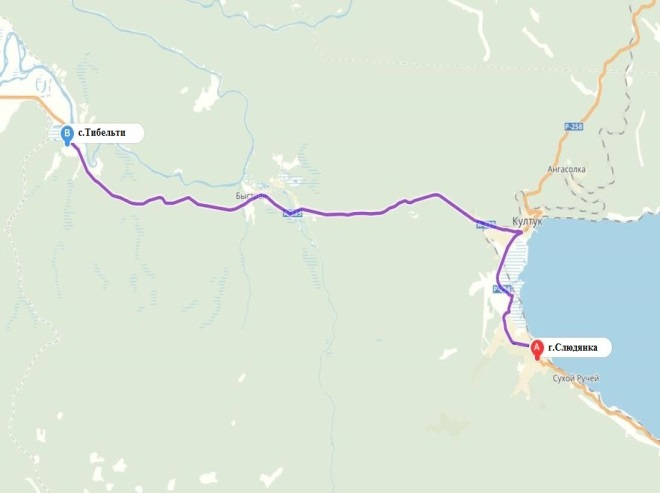 Р-258
В с.Тибельти
Ангасолка
Култук
А г.Слюдянка
Сухой Ручей